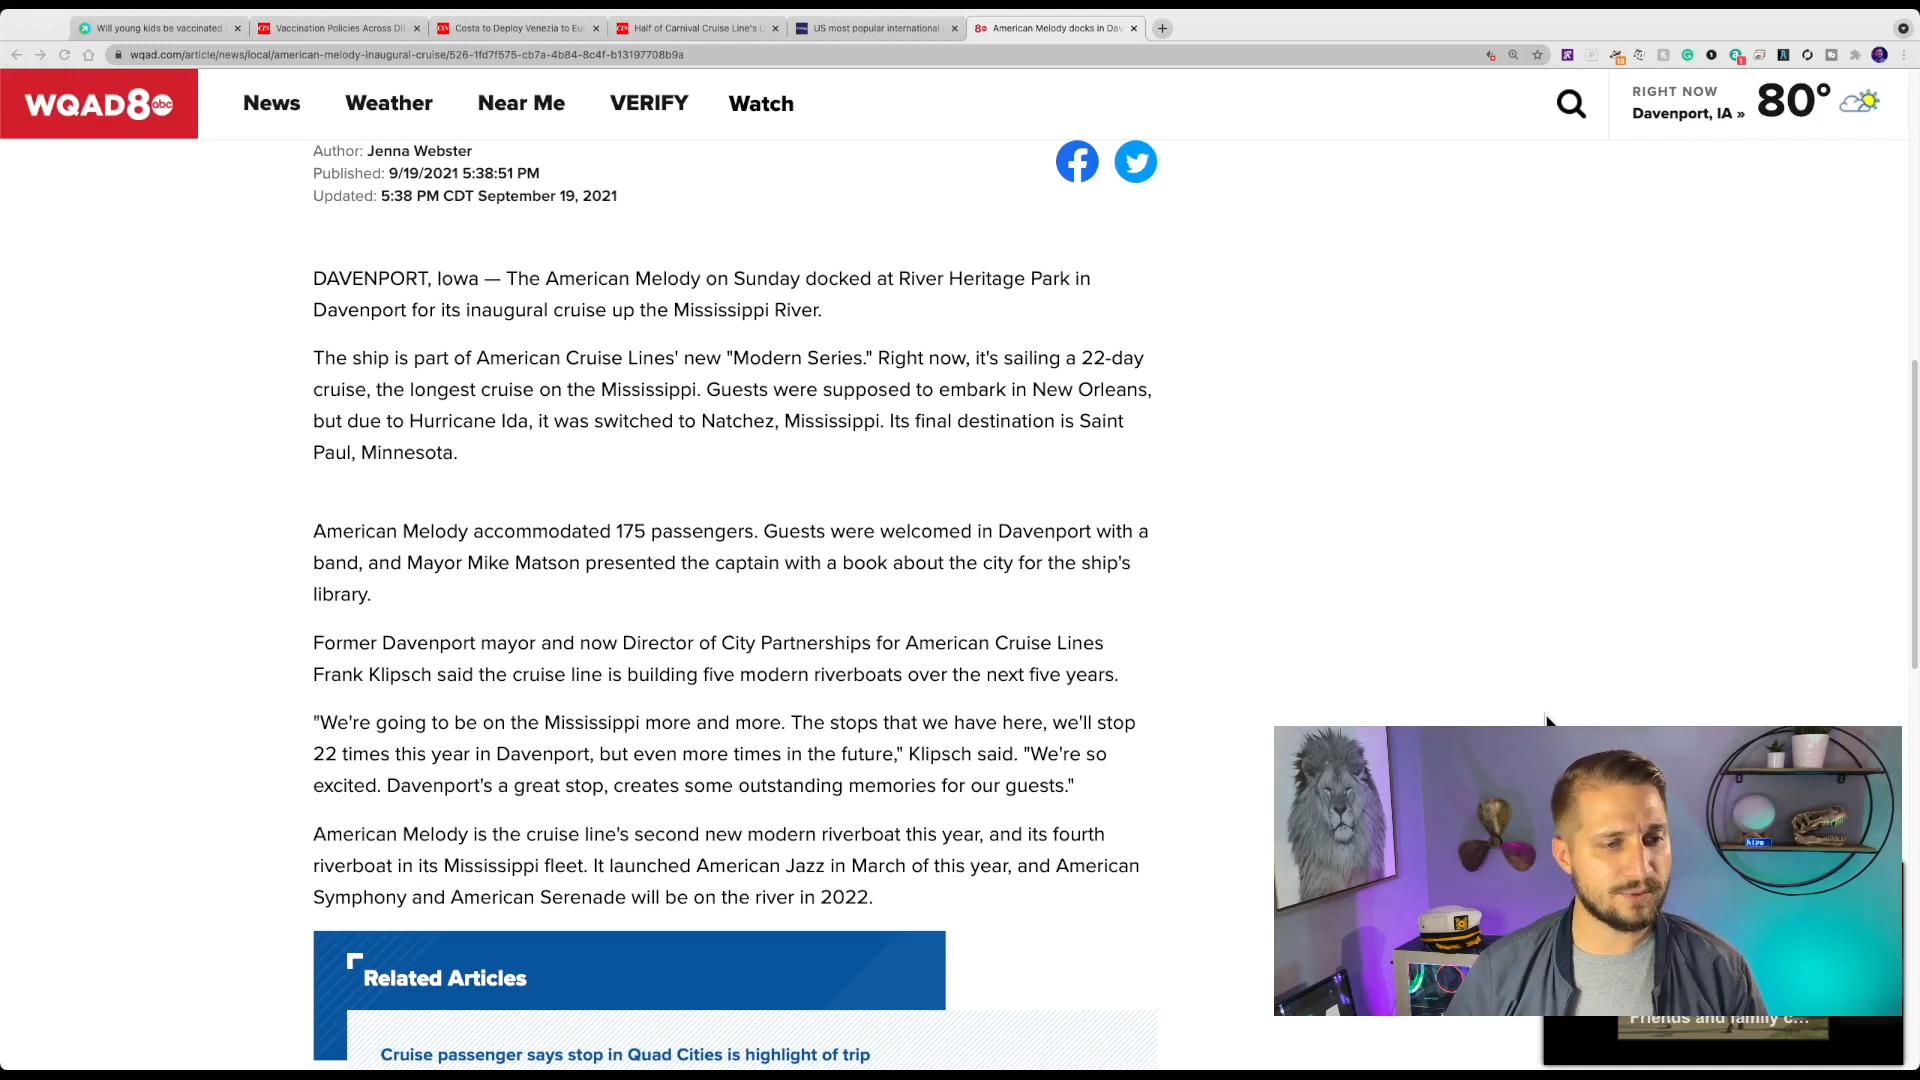 Will young kids be vaccinated
Vaccination Policies Across Dif
Costa to Deploy Venezia to Eur
Half of Carnival Cruise Line's U
US most popular international
American Melody docks in Dav
wqad.com/article/news/local/american-melody-inaugural-cruise/526-1fd7f575-cb7a-4b84-8c4f-b13197708b9a
WQAD8 abc
News
Weather
Near Me
VERIFY
Watch
RIGHT NOW
Davenport, IA »
80°
Author: Jenna Webster
Published: 9/19/2021 5:38:51 PM
Updated: 5:38 PM CDT September 19, 2021
DAVENPORT, Iowa — The American Melody on Sunday docked at River Heritage Park in
Davenport for its inaugural cruise up the Mississippi River.
The ship is part of American Cruise Lines' new "Modern Series." Right now, it's sailing a 22-day
cruise, the longest cruise on the Mississippi. Guests were supposed to embark in New Orleans,
but due to Hurricane Ida, it was switched to Natchez, Mississippi. Its final destination is Saint
Paul, Minnesota.
American Melody accommodated 175 passengers. Guests were welcomed in Davenport with a
band, and Mayor Mike Matson presented the captain with a book about the city for the ship's
library.
Former Davenport mayor and now Director of City Partnerships for American Cruise Lines
Frank Klipsch said the cruise line is building five modern riverboats over the next five years.
"We're going to be on the Mississippi more and more. The stops that we have here, we'll stop
22 times this year in Davenport, but even more times in the future," Klipsch said. "We're so
excited. Davenport's a great stop, creates some outstanding memories for our guests."
American Melody is the cruise line's second new modern riverboat this year, and its fourth
riverboat in its Mississippi fleet. It launched American Jazz in March of this year, and American
Symphony and American Serenade will be on the river in 2022.
Related Articles
Cruise passenger says stop in Quad Cities is highlight of trip
Friends and family c...